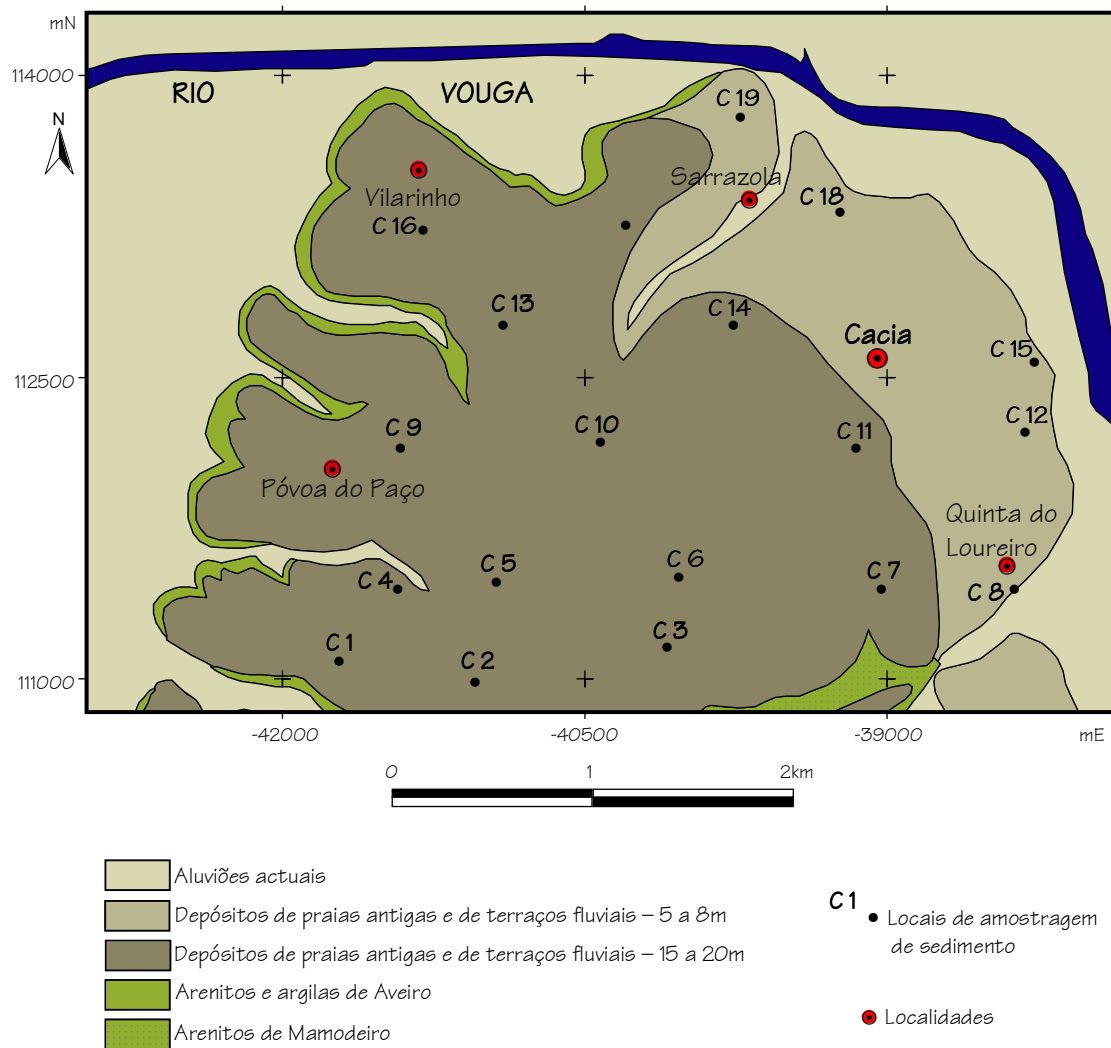 mN
114000
N
RIO
VOUGA
C 19
Sarrazola
Vilarinho
C 18
C 16
C 13
C 14
Cacia
C 15
112500
C 9
C 10
C 11
C 12
Póvoa do Paço
Quinta do
Loureiro
C 4
C 5
C 6
C 7
C 8
C 1
C 2
C 3
111000
-42000
-40500
-39000
mE
0
1
2km
Aluviões actuais
Depósitos de praias antigas e de terraços fluviais – 5 a 8m
Depósitos de praias antigas e de terraços fluviais – 15 a 20m
Arenitos e argilas de Aveiro
Arenitos de Mamodeiro
C 1
Locais de amostragem
de sedimento
Localidades